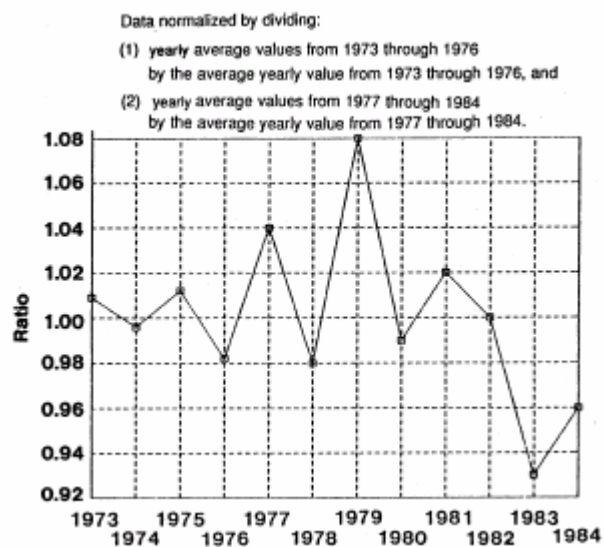 Data normalized by dividing:
(1) yearly average values from 1973 through 1976
by the average yearly value from 1973 through 1976, and
(2) yearly average values from 1977 through 1984
by the average yearly value from 1977 through 1984.
1.08
1.06
1.04
1.02
1.00
0.98
0.96
0.94
0.92
Ratio
1973 1975 1977 1979 1981 1983
1974 1976 1978 1980 1982 1984